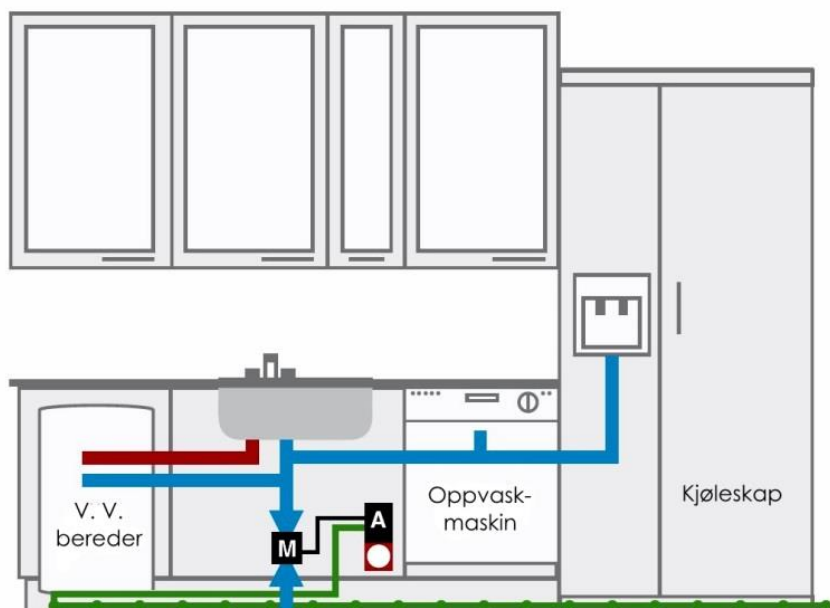 V. V.
bereder
M
A
Oppvask-
maskin
Kjøleskap